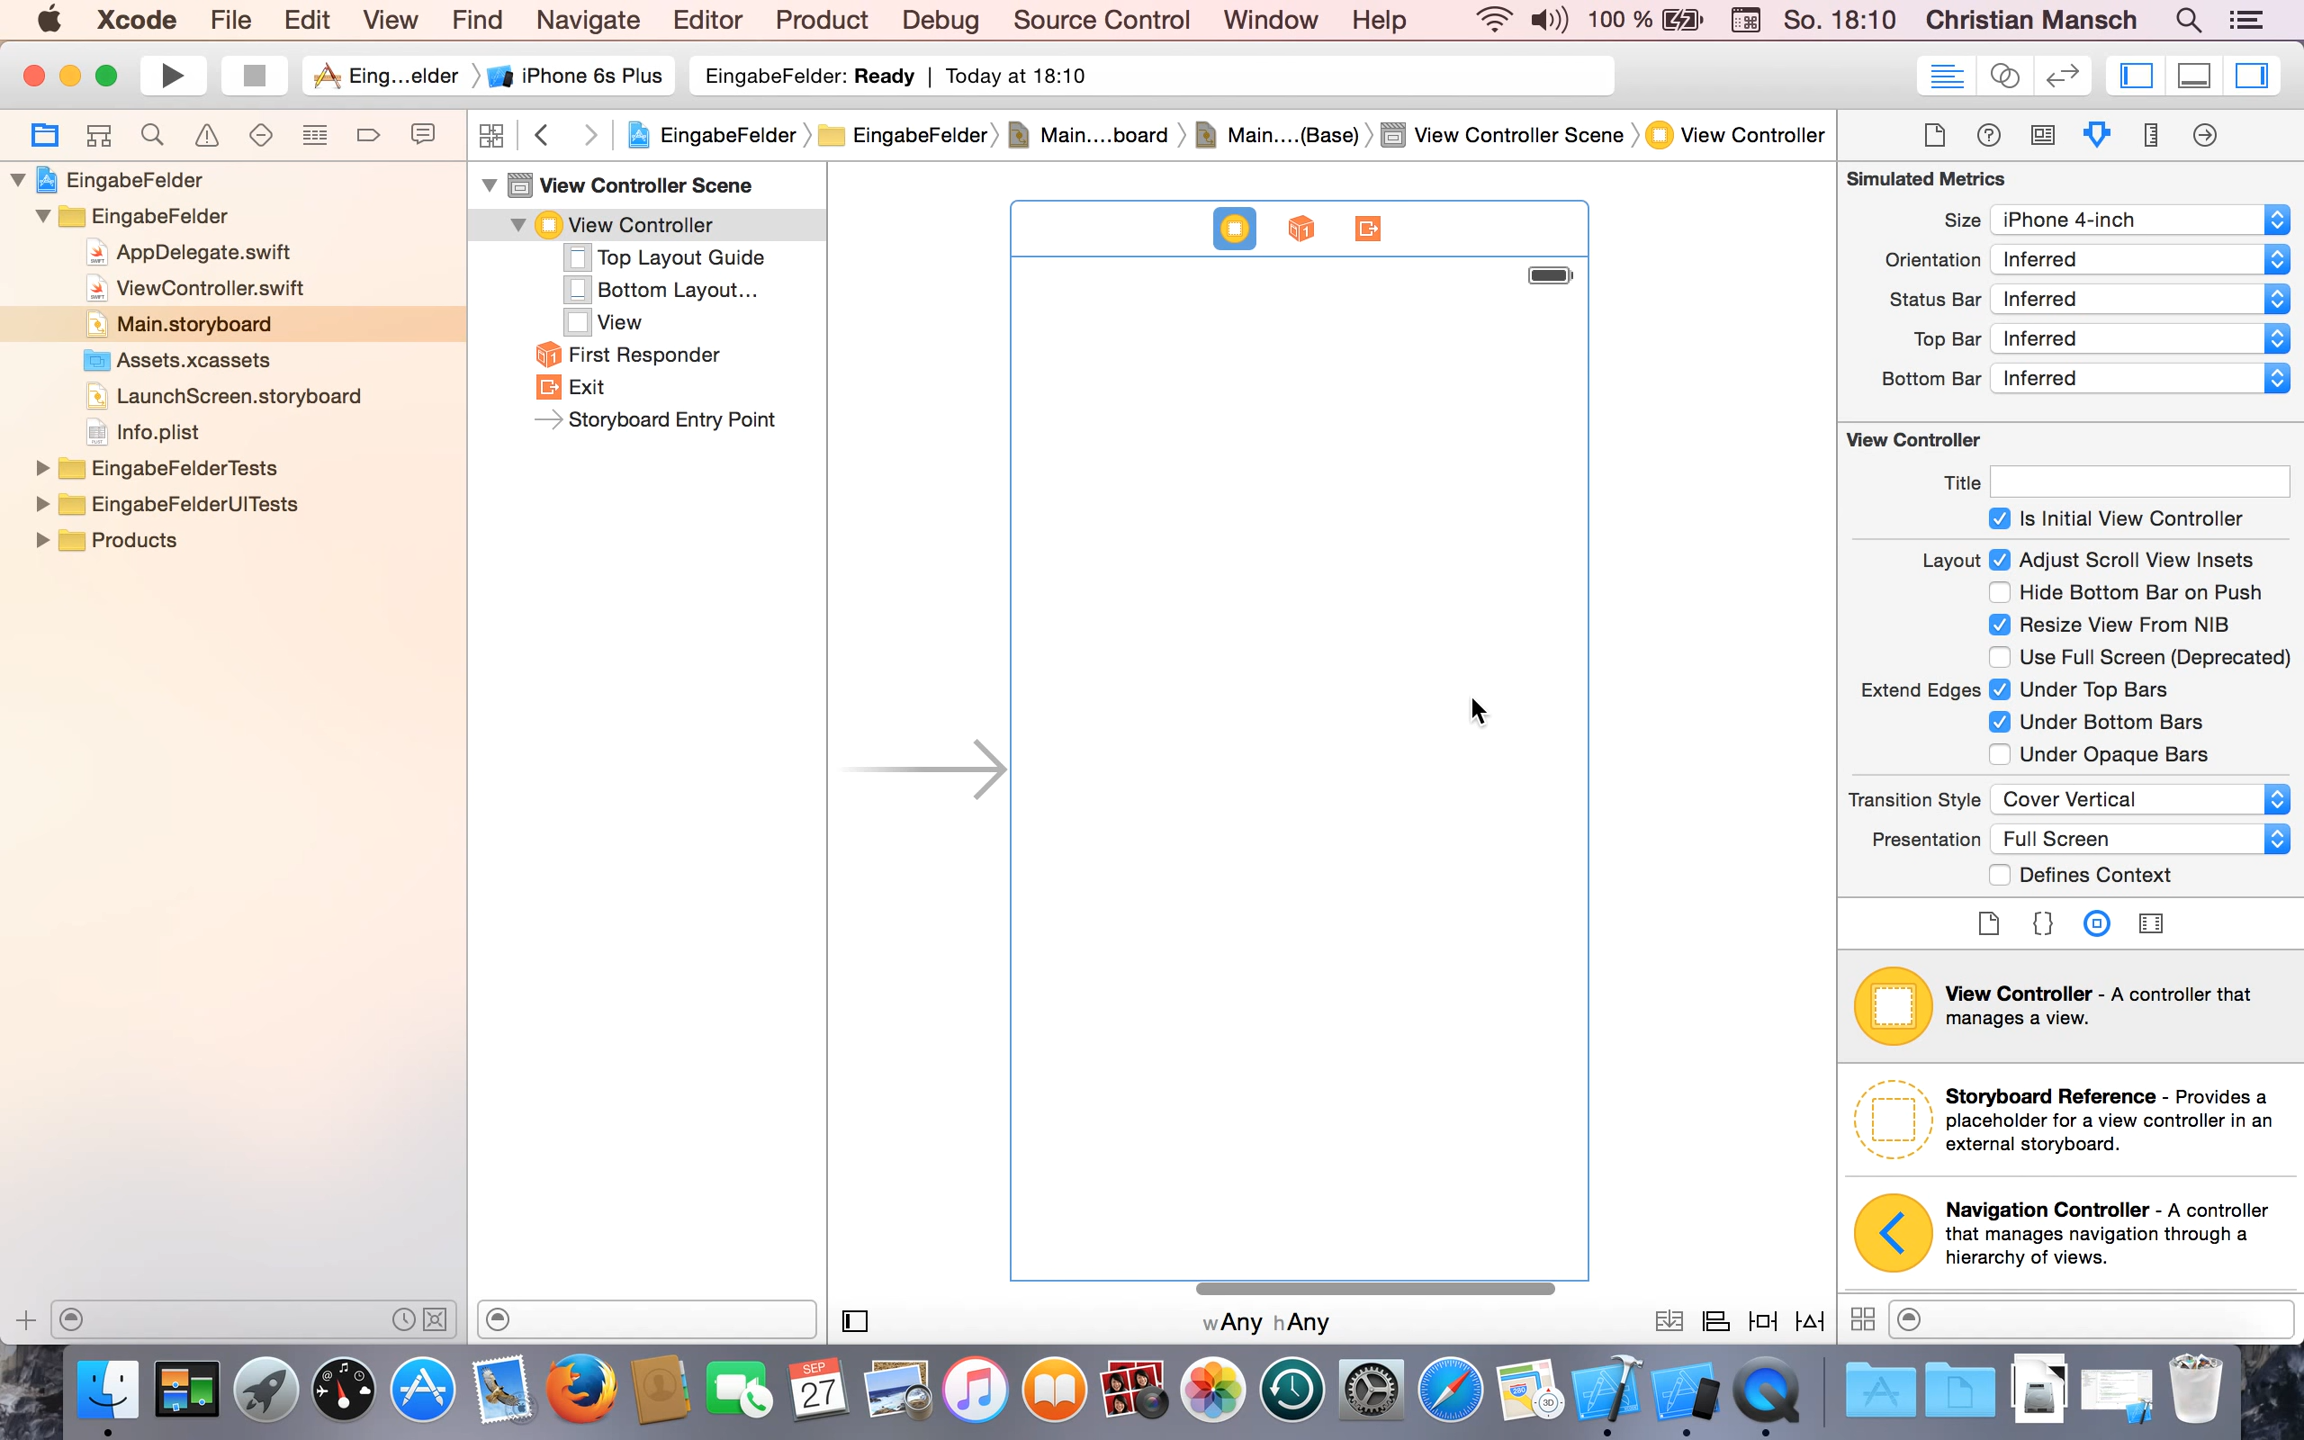 Xcode File Edit View Find Navigate Editor Product Debug Source Control Window Help 100 % So. 18:10 Christian Mansch
Eing...elder iPhone 6s Plus EingabeFelder: Ready | Today at 18:10
EingabeFelder EingabeFelder Main....board Main....(Base) View Controller Scene View Controller
EingabeFelder
EingabeFelder
AppDelegate.swift
ViewController.swift
Main.storyboard
Assets.xcassets
LaunchScreen.storyboard
Info.plist
EingabeFelderTests
EingabeFelderUITests
Products
View Controller Scene
View Controller
Top Layout Guide
Bottom Layout...
View
First Responder
Exit
Storyboard Entry Point
wAny hAny
Simulated Metrics
Size iPhone 4-inch
Orientation Inferred
Status Bar Inferred
Top Bar Inferred
Bottom Bar Inferred
View Controller
Title
Is Initial View Controller
Layout Adjust Scroll View Insets
Hide Bottom Bar on Push
Resize View From NIB
Use Full Screen (Deprecated)
Extend Edges Under Top Bars
Under Bottom Bars
Under Opaque Bars
Transition Style Cover Vertical
Presentation Full Screen
Defines Context
View Controller - A controller that
manages a view.
Storyboard Reference - Provides a
placeholder for a view controller in an
external storyboard.
Navigation Controller - A controller
that manages navigation through a
hierarchy of views.
SEP
27
280
3D